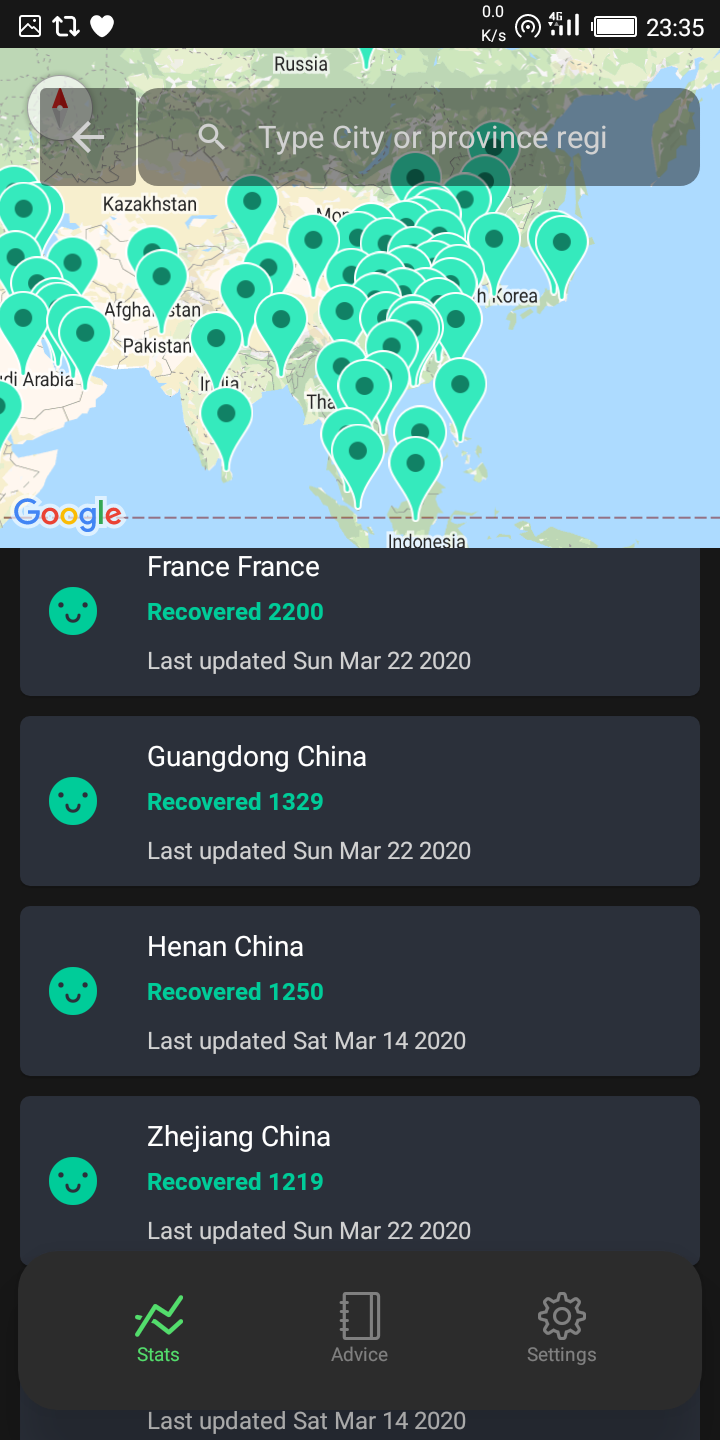 0.0
K/s
4G
23:35
Russia
Type City or province regi
Kazakhstan
Mon
h Korea
Afghanistan
Pakistan
di Arabia
India
Tha
Google
Indonesia
France France
Recovered 2200
Last updated Sun Mar 22 2020
Guangdong China
Recovered 1329
Last updated Sun Mar 22 2020
Henan China
Recovered 1250
Last updated Sat Mar 14 2020
Zhejiang China
Recovered 1219
Last updated Sun Mar 22 2020
Stats
Advice
Settings
Last updated Sat Mar 14 2020